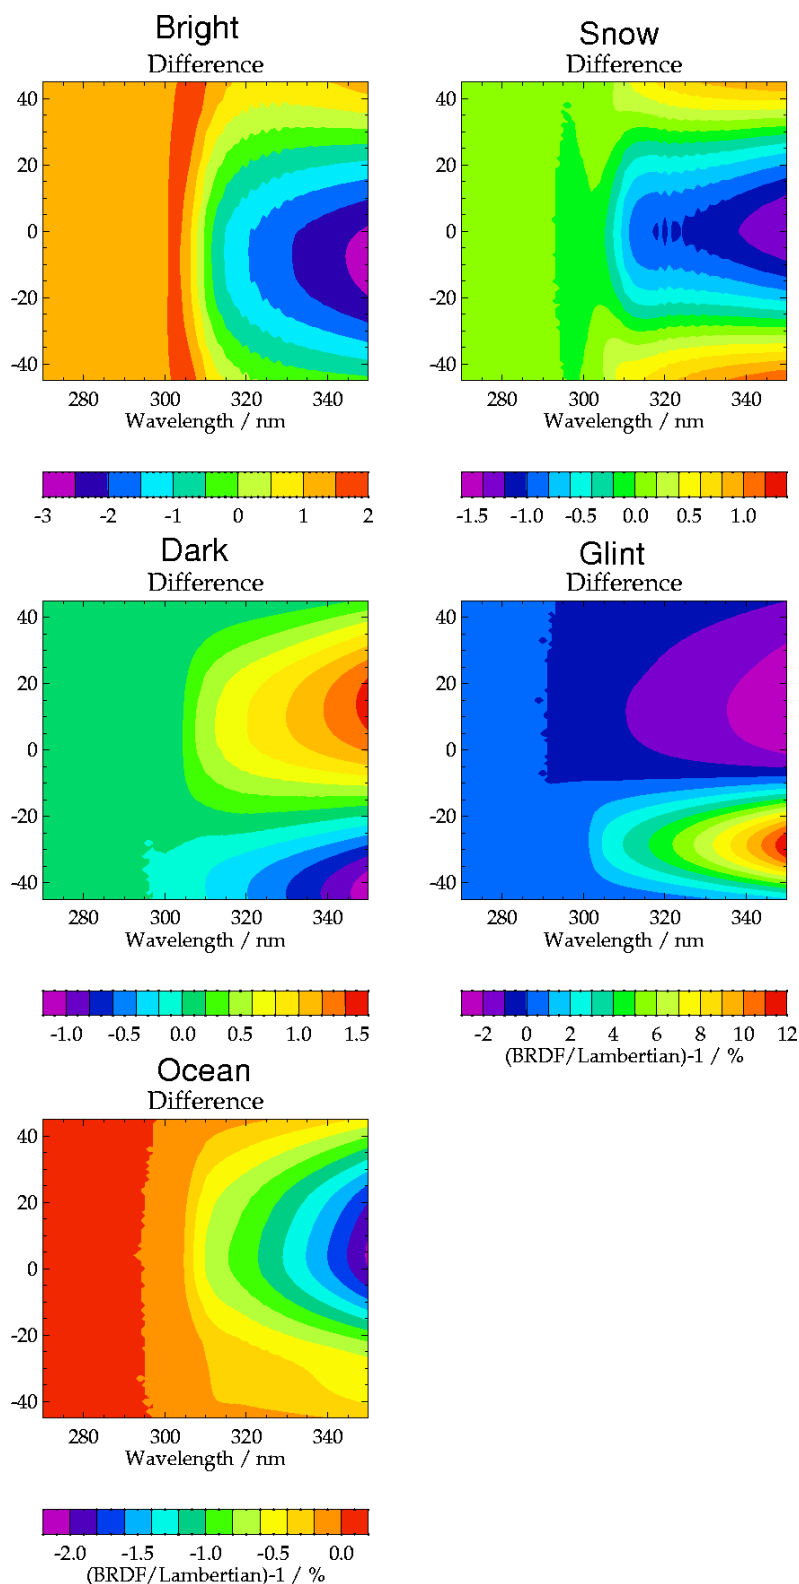 Bright
Difference
40
20
0
-20
-40
280 300 320 340
Wavelength / nm
-3 -2 -1 0 1 2
Snow
Difference
40
20
0
-20
-40
280 300 320 340
Wavelength / nm
-1.5 -1.0 -0.5 0.0 0.5 1.0
Dark
Difference
40
20
0
-20
-40
280 300 320 340
Wavelength / nm
-1.0 -0.5 0.0 0.5 1.0 1.5
Glint
Difference
40
20
0
-20
-40
280 300 320 340
Wavelength / nm
-2 0 2 4 6 8 10 12
(BRDF/Lambertian)-1 / %
Ocean
Difference
40
20
0
-20
-40
280 300 320 340
Wavelength / nm
-2.0 -1.5 -1.0 -0.5 0.0
(BRDF/Lambertian)-1 / %